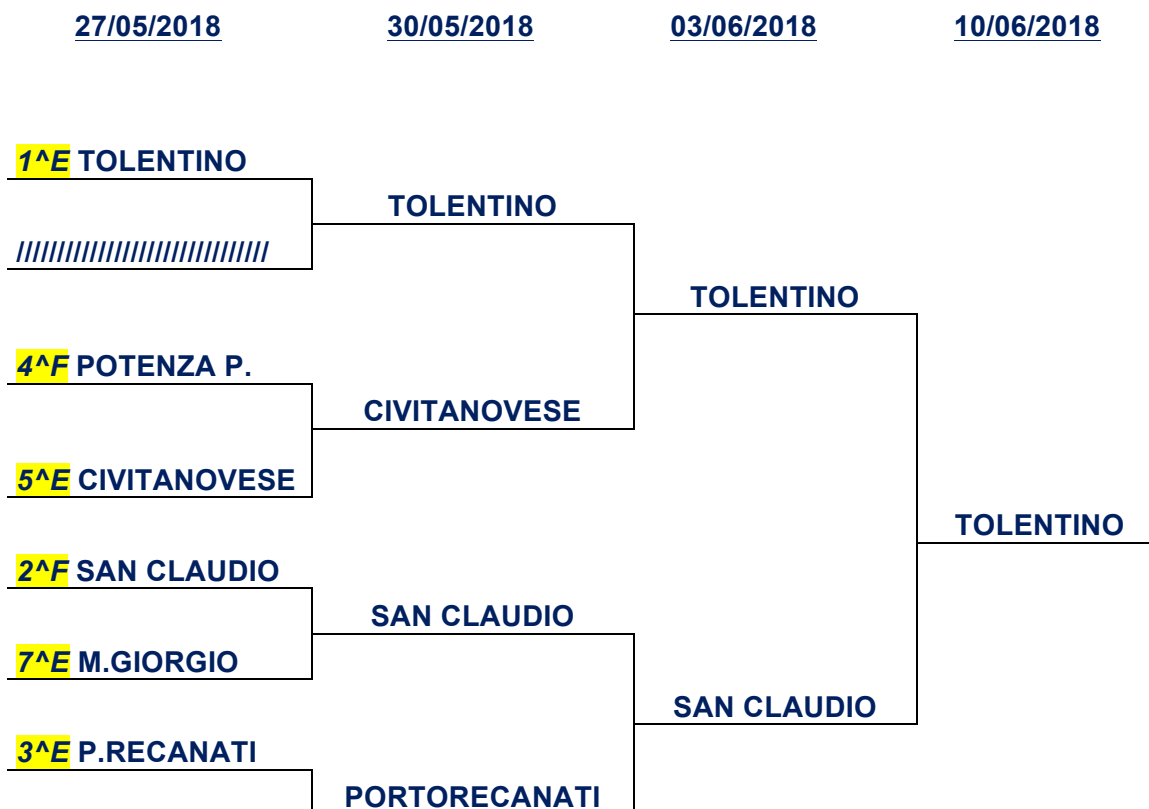 27/05/2018 30/05/2018 03/06/2018 10/06/2018
1^E TOLENTINO
TOLENTINO
///////////////////////////////
TOLENTINO
4^F POTENZA P.
CIVITANOVESE
5^E CIVITANOVESE
TOLENTINO
2^F SAN CLAUDIO
SAN CLAUDIO
7^E M.GIORGIO
SAN CLAUDIO
3^E P.RECANATI
PORTORECANATI